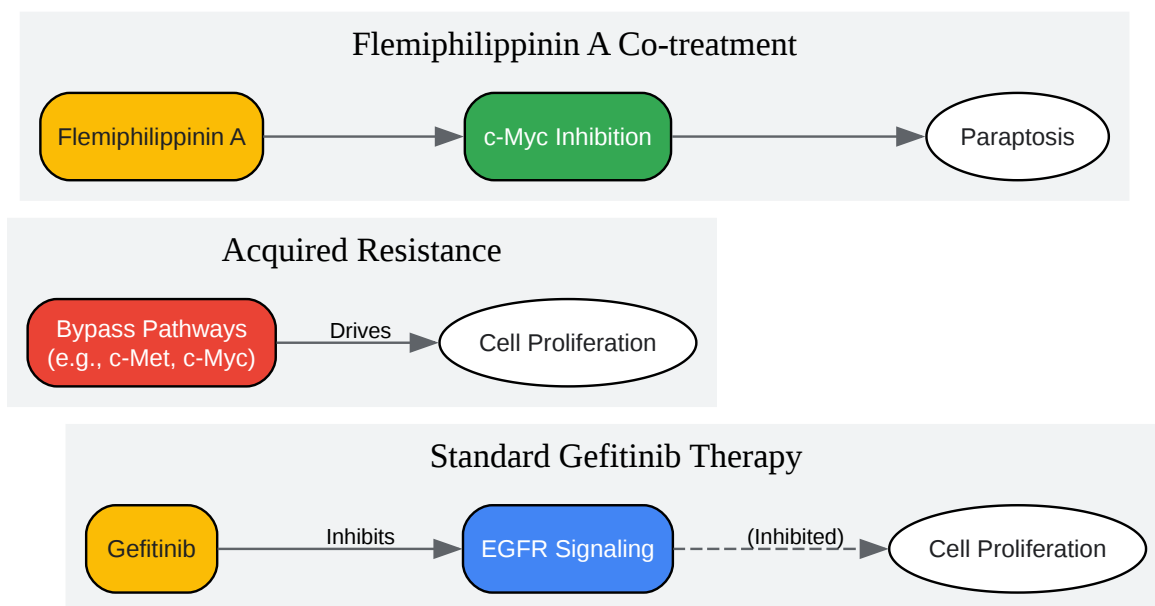 Flemiphilippinin A Co-treatment
Flemiphilippinin A
c-Myc Inhibition
Paraptosis
Acquired Resistance
Bypass Pathways
(e.g., c-Met, c-Myc)
Drives
Cell Proliferation
Standard Gefitinib Therapy
Gefitinib
Inhibits
EGFR Signaling
(Inhibited)
Cell Proliferation